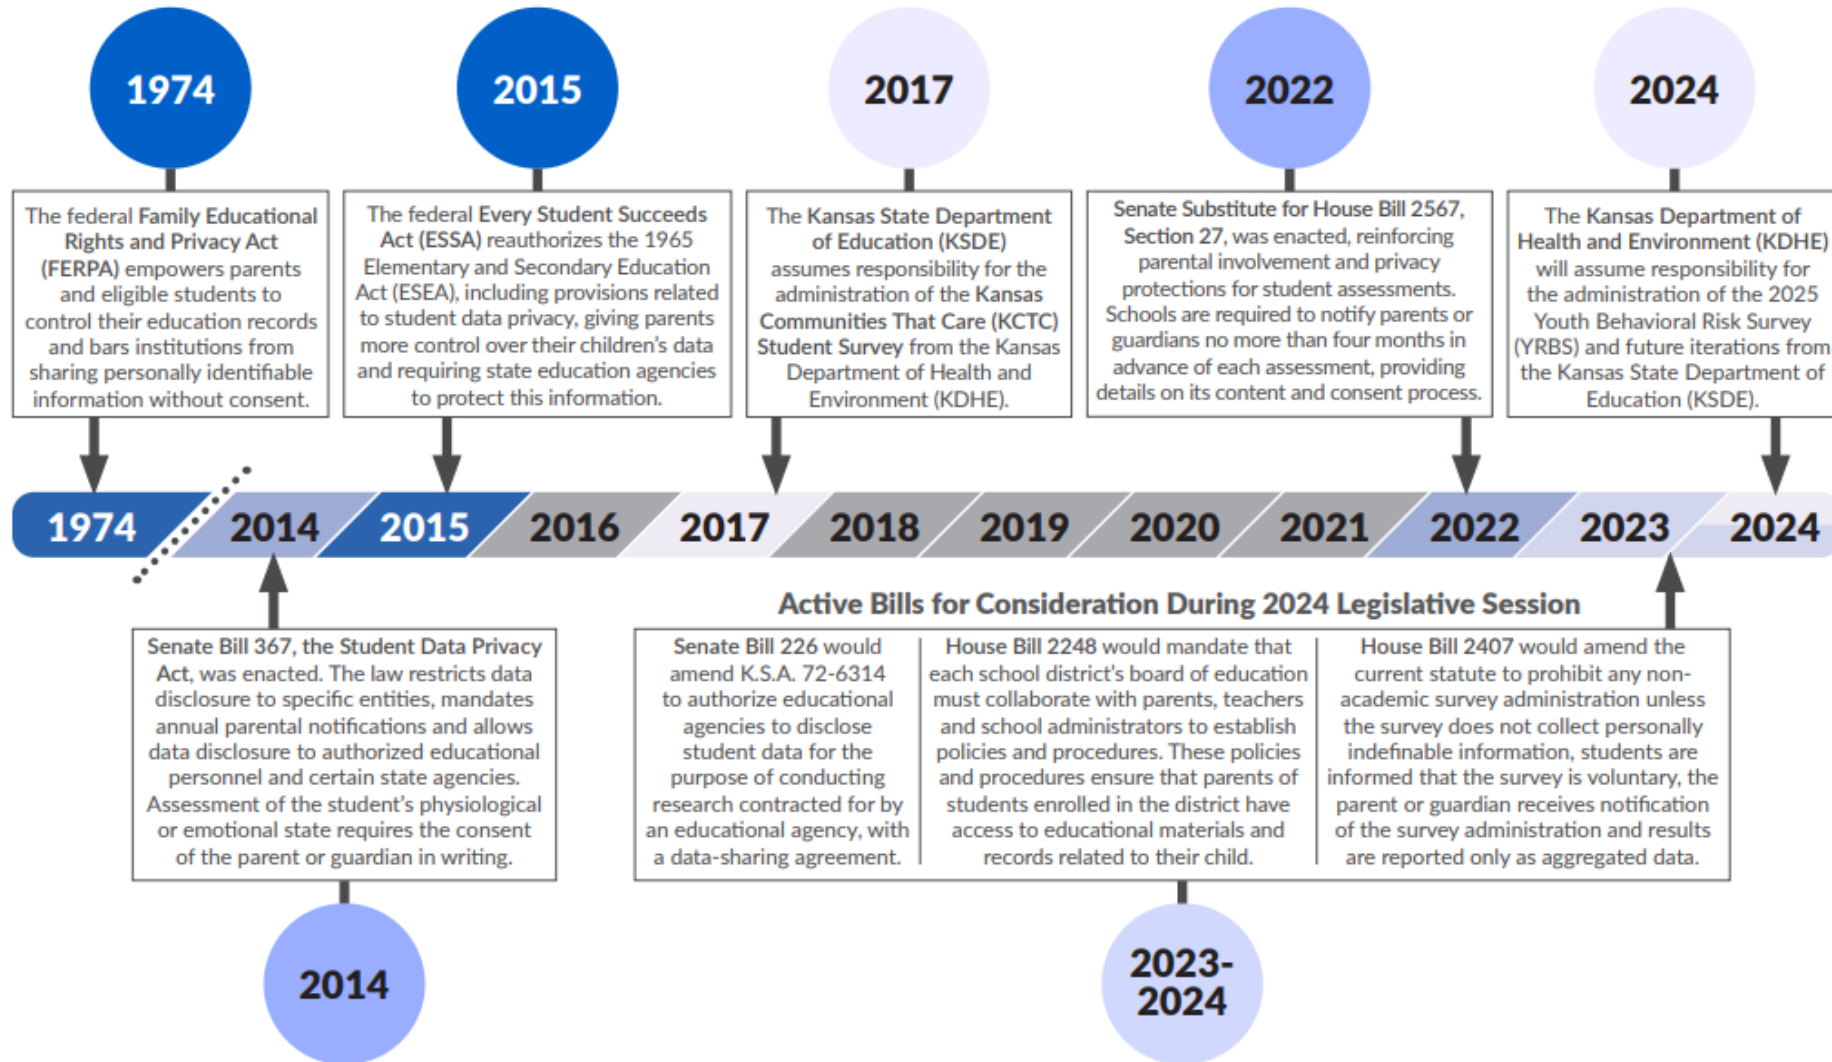 1974
2015
2017
2022
2024
The federal Family Educational
Rights and Privacy Act
(FERPA) empowers parents
and eligible students to
control their education records
and bars institutions from
sharing personally identifiable
information without consent.
The federal Every Student Succeeds
Act (ESSA) reauthorizes the 1965
Elementary and Secondary Education
Act (ESEA), including provisions related
to student data privacy, giving parents
more control over their children's data
and requiring state education agencies
to protect this information.
The Kansas State Department
of Education (KSDE)
assumes responsibility for the
administration of the Kansas
Communities That Care (KCTC)
Student Survey from the Kansas
Department of Health and
Environment (KDHE).
Senate Substitute for House Bill 2567,
Section 27, was enacted, reinforcing
parental involvement and privacy
protections for student assessments.
Schools are required to notify parents or
guardians no more than four months in
advance of each assessment, providing
details on its content and consent process.
The Kansas Department of
Health and Environment (KDHE)
will assume responsibility for
the administration of the 2025
Youth Behavioral Risk Survey
(YRBS) and future iterations from
the Kansas State Department of
Education (KSDE).
1974
2014
2015
2016
2017
2018
2019
2020
2021
2022
2023
2024
Active Bills for Consideration During 2024 Legislative Session
Senate Bill 367, the Student Data Privacy
Act, was enacted. The law restricts data
disclosure to specific entities, mandates
annual parental notifications and allows
data disclosure to authorized educational
personnel and certain state agencies.
Assessment of the student's physiological
or emotional state requires the consent
of the parent or guardian in writing.
Senate Bill 226 would
amend K.S.A. 72-6314
to authorize educational
agencies to disclose
student data for the
purpose of conducting
research contracted for by
an educational agency, with
a data-sharing agreement.
House Bill 2248 would mandate that
each school district's board of education
must collaborate with parents, teachers
and school administrators to establish
policies and procedures. These policies
and procedures ensure that parents of
students enrolled in the district have
access to educational materials and
records related to their child.
House Bill 2407 would amend the
current statute to prohibit any non-
academic survey administration unless
the survey does not collect personally
indefinable information, students are
informed that the survey is voluntary, the
parent or guardian receives notification
of the survey administration and results
are reported only as aggregated data.
2014
2023-
2024